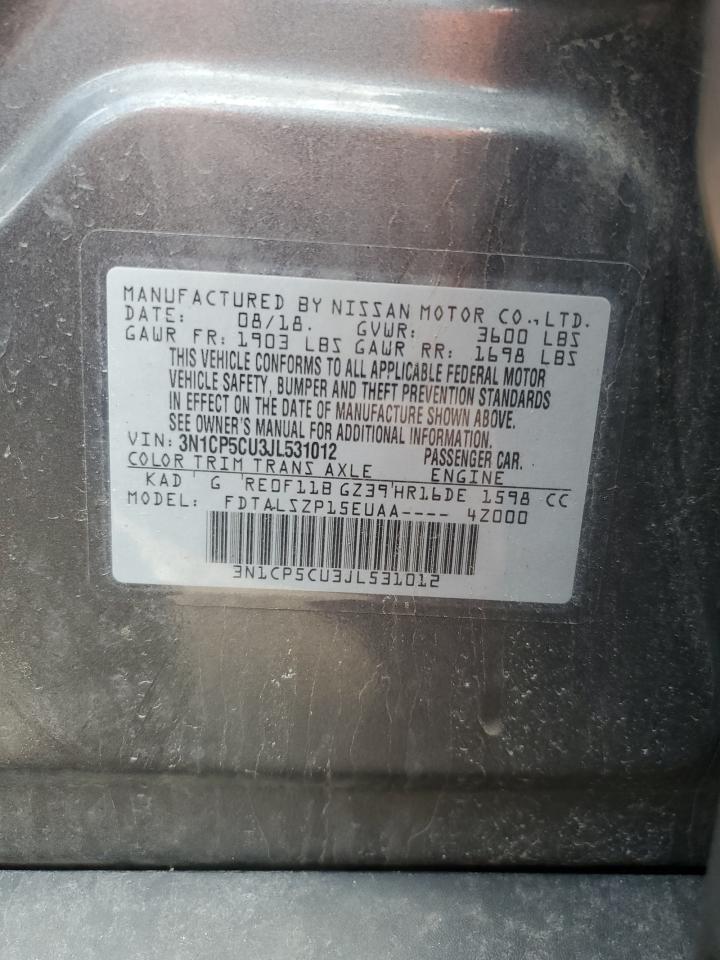 MANUFACTURED BY NISSAN MOTOR CO., LTD.
DATE: 08/18. GVWR: 3600 LBS
GAWR FR: 1903 LBS GAWR RR: 1698 LBS
THIS VEHICLE CONFORMS TO ALL APPLICABLE FEDERAL MOTOR
VEHICLE SAFETY, BUMPER AND THEFT PREVENTION STANDARDS
IN EFFECT ON THE DATE OF MANUFACTURE SHOWN ABOVE.
SEE OWNER'S MANUAL FOR ADDITIONAL INFORMATION.
VIN: 3N1CP5CU3JL531012 PASSENGER CAR.
COLOR TRIM TRANS AXLE ENGINE
KAD G RE0F11B GZ39 HR16DE 1598 CC
MODEL: FDTALSZP15EUAA---- 4Z000
3N1CP5CU3JL531012